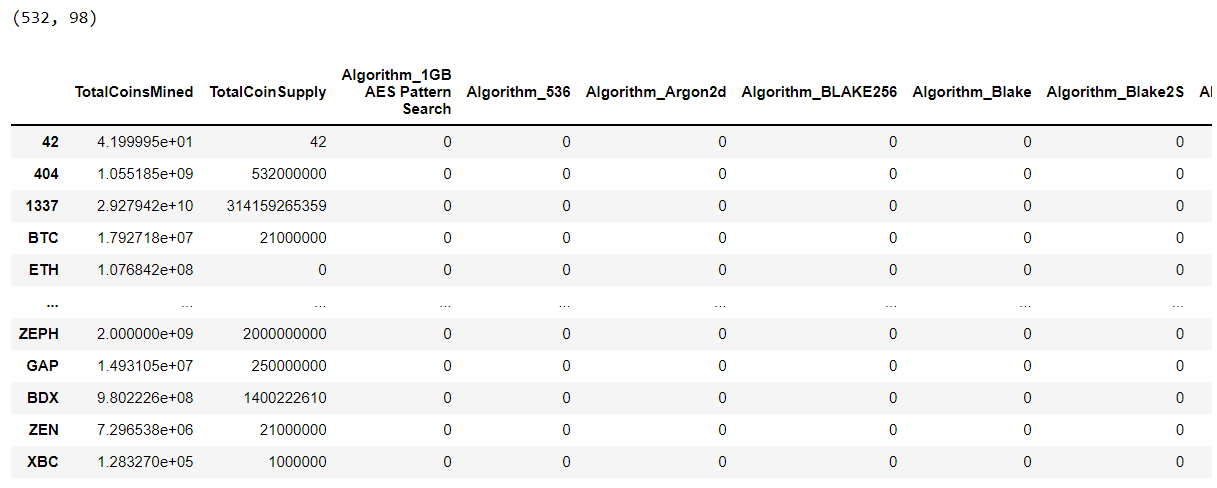 (532, 98)
TotalCoinsMined TotalCoinSupply Algorithm_1GB AES Pattern Search Algorithm_536 Algorithm_Argon2d Algorithm_BLAKE256 Algorithm_Blake Algorithm_Blake2S Al
42 4.199995e+01 42 0 0 0 0 0 0
404 1.055185e+09 532000000 0 0 0 0 0 0
1337 2.927942e+10 314159265359 0 0 0 0 0 0
BTC 1.792718e+07 21000000 0 0 0 0 0 0
ETH 1.076842e+08 0 0 0 0 0 0 0
... ... ... ... ... ... ... ... ...
ZEPH 2.000000e+09 2000000000 0 0 0 0 0 0
GAP 1.493105e+07 250000000 0 0 0 0 0 0
BDX 9.802226e+08 1400222610 0 0 0 0 0 0
ZEN 7.296538e+06 21000000 0 0 0 0 0 0
XBC 1.283270e+05 1000000 0 0 0 0 0 0